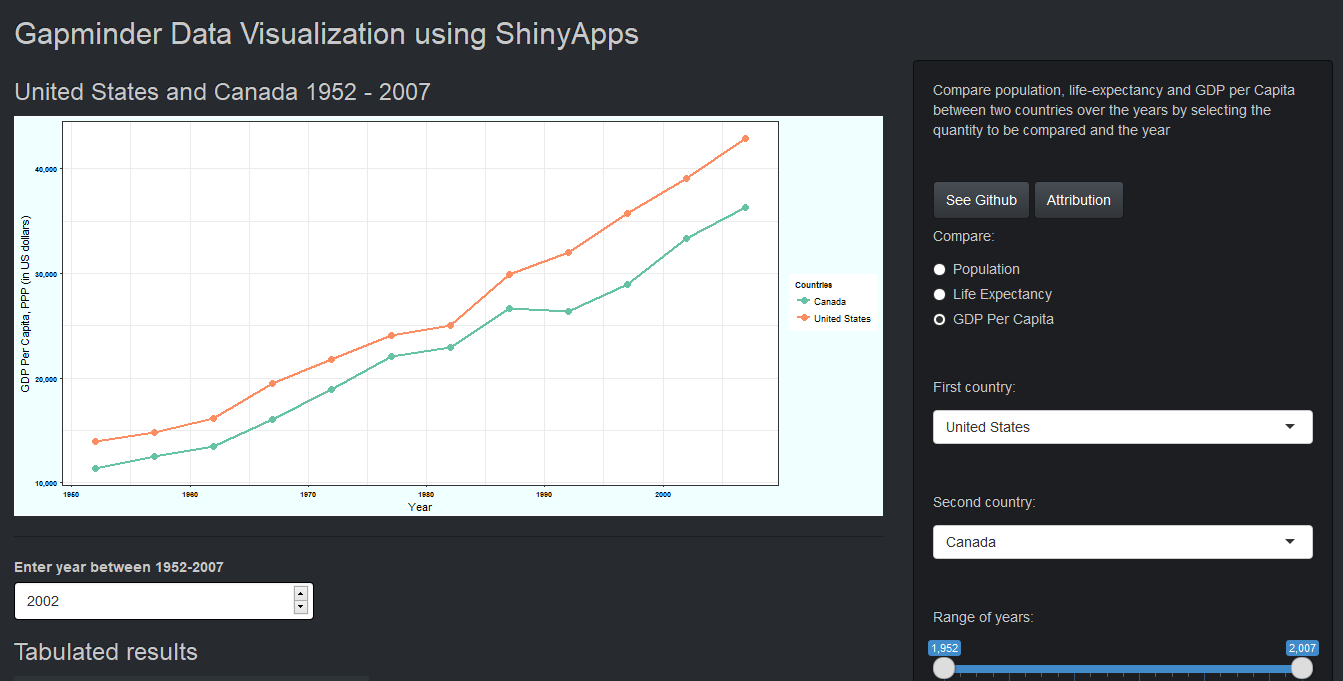 Gapminder Data Visualization using ShinyApps
United States and Canada 1952 - 2007
GDP Per Capita, PPP (in US dollars)
40,000
30,000
20,000
10,000
1950
1960
1970
1980
1990
2000
Year
Countries
Canada
United States
Enter year between 1952-2007
2002
Tabulated results
Compare population, life-expectancy and GDP per Capita
between two countries over the years by selecting the
quantity to be compared and the year
See Github
Attribution
Compare:
Population
Life Expectancy
GDP Per Capita
First country:
United States
Second country:
Canada
Range of years:
1,952
2,007